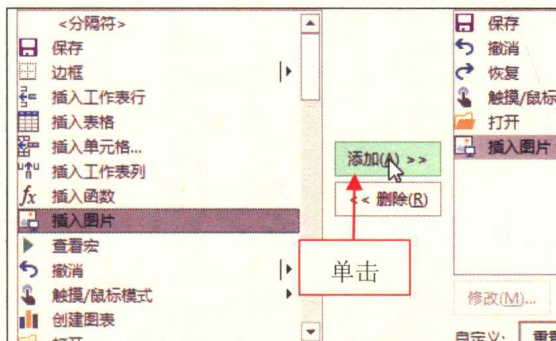 <分隔符>
保存
边框
插入工作表行
插入表格
插入单元格...
插入工作表列
fx 插入函数
插入图片
查看宏
撤消
触摸/鼠标模式
创建图表
打开
添加(A) >>
<< 删除(R)
单击
保存
撤消
恢复
触摸/鼠标
打开
插入图片
修改(M)...
自定义: